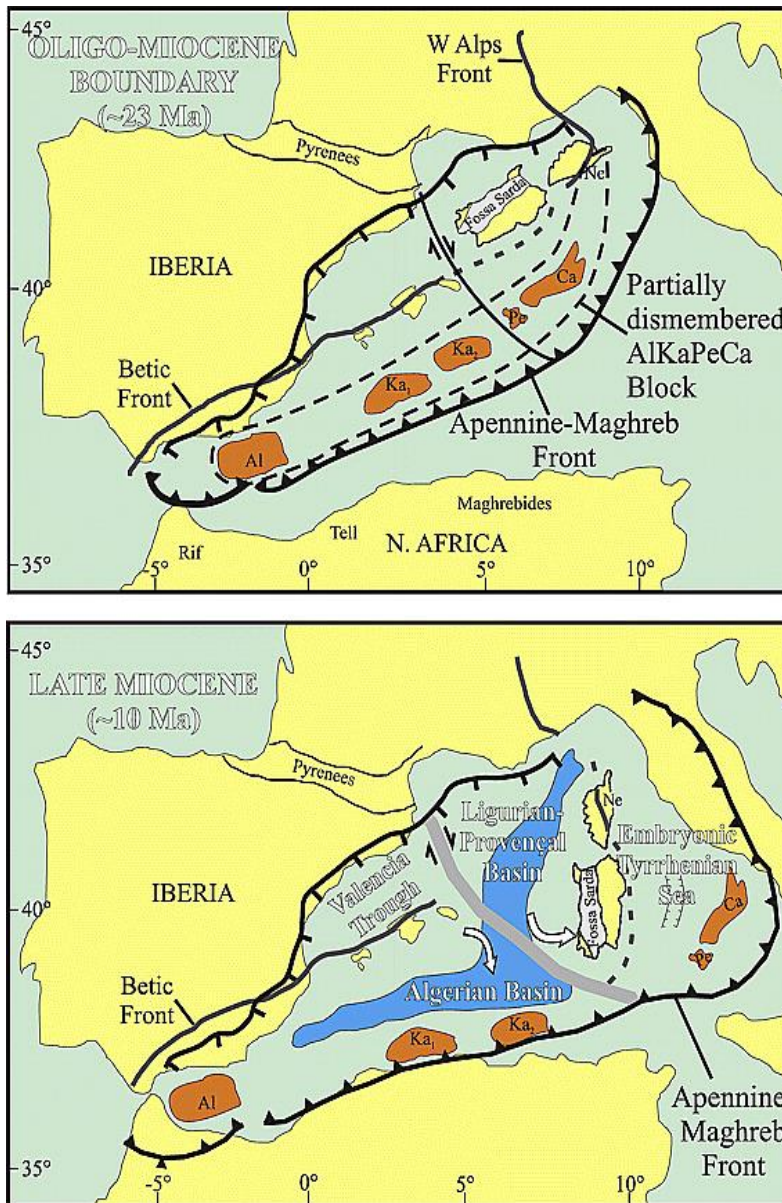 45°
OLIGO-MIOCENE
BOUNDARY
(~23 Ma)
W Alps
Front
Pyrenees
Ne
Fossa Sarda
IBERIA
40°
Ca
Pe
Partially
dismembered
AlKaPeCa
Block
Betic
Front
Ka₂
Ka₁
Apennine-Maghreb
Front
Al
Maghrebides
Tell
Rif
N. AFRICA
35°
-5°
0°
5°
10°
45°
LATE MIIOCENE
(~10 Ma)
Pyrenees
Ne
Ligurian-
Provençal
Basin
Embryonic
Tyrrhenian
Sea
IBERIA
Valencia
Trough
Fossa Sarda
Ca
40°
Pe
Betic
Front
Algerian Basin
Ka₁
Ka₂
Al
Apennine
Maghreb
Front
35°
-5°
0°
5°
10°